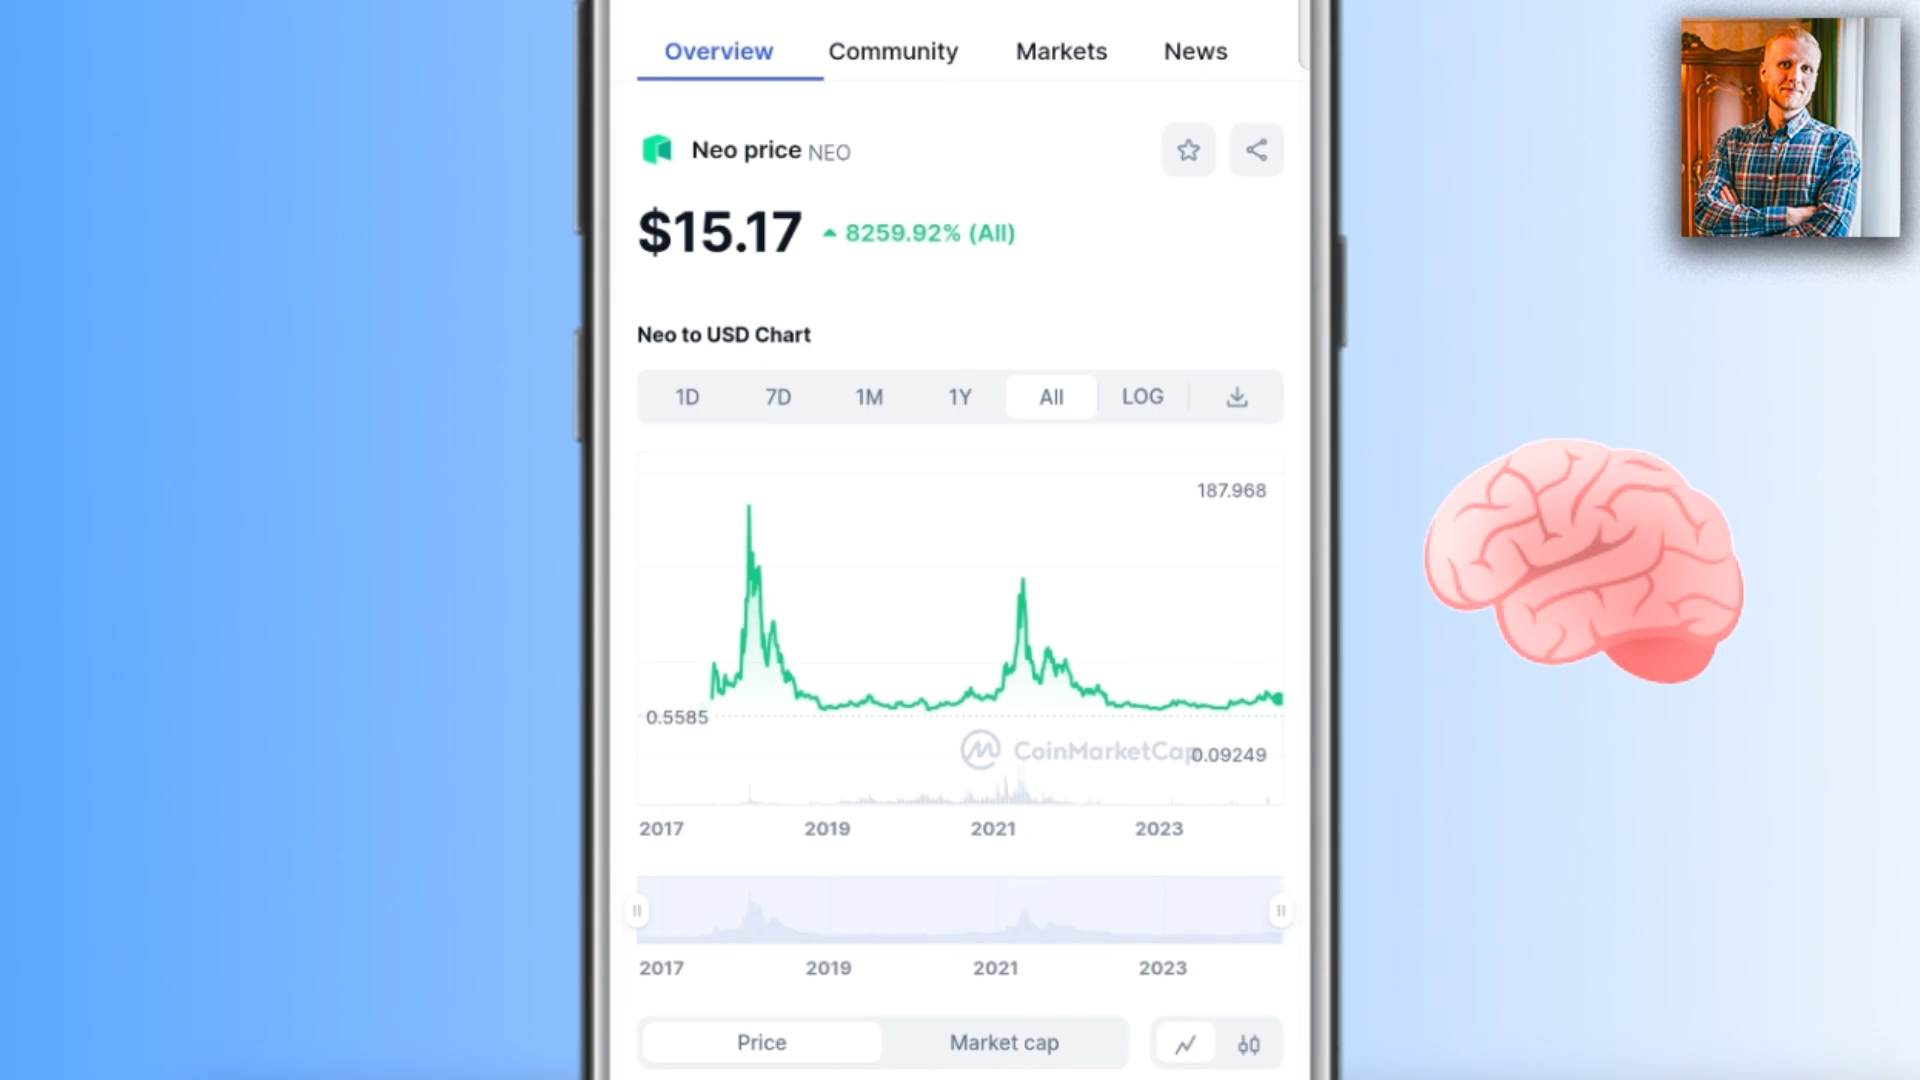 Overview Community Markets News
Neo price NEO
$15.17 8259.92% (All)
Neo to USD Chart
1D 7D 1M 1Y All LOG
187.968
0.5585
CoinMarketCap
0.09249
2017 2019 2021 2023
2017 2019 2021 2023
Price Market cap